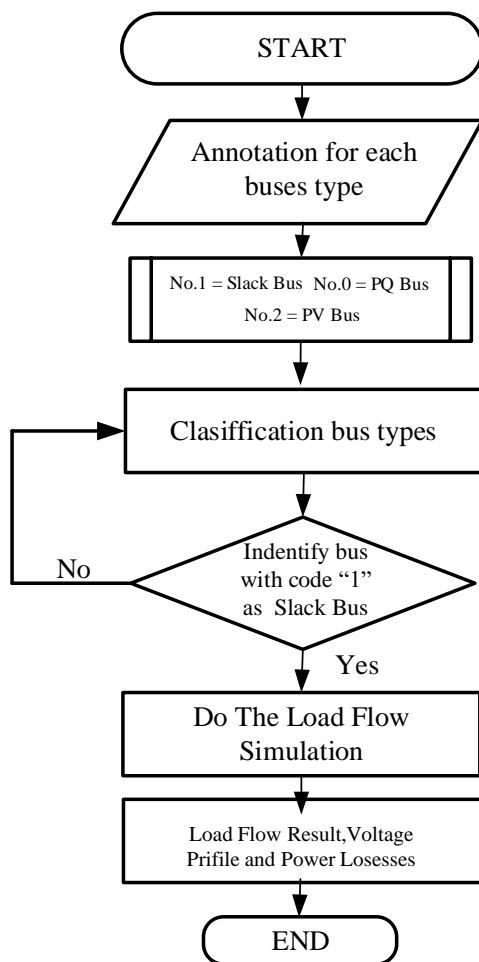 START
Annotation for each
buses type
No.1 = Slack Bus No.0 = PQ Bus
No.2 = PV Bus
Clasiffication bus types
Indentify bus
with code “1”
as Slack Bus
No
Yes
Do The Load Flow
Simulation
Load Flow Result,Voltage
Prifile and Power Losesses
END